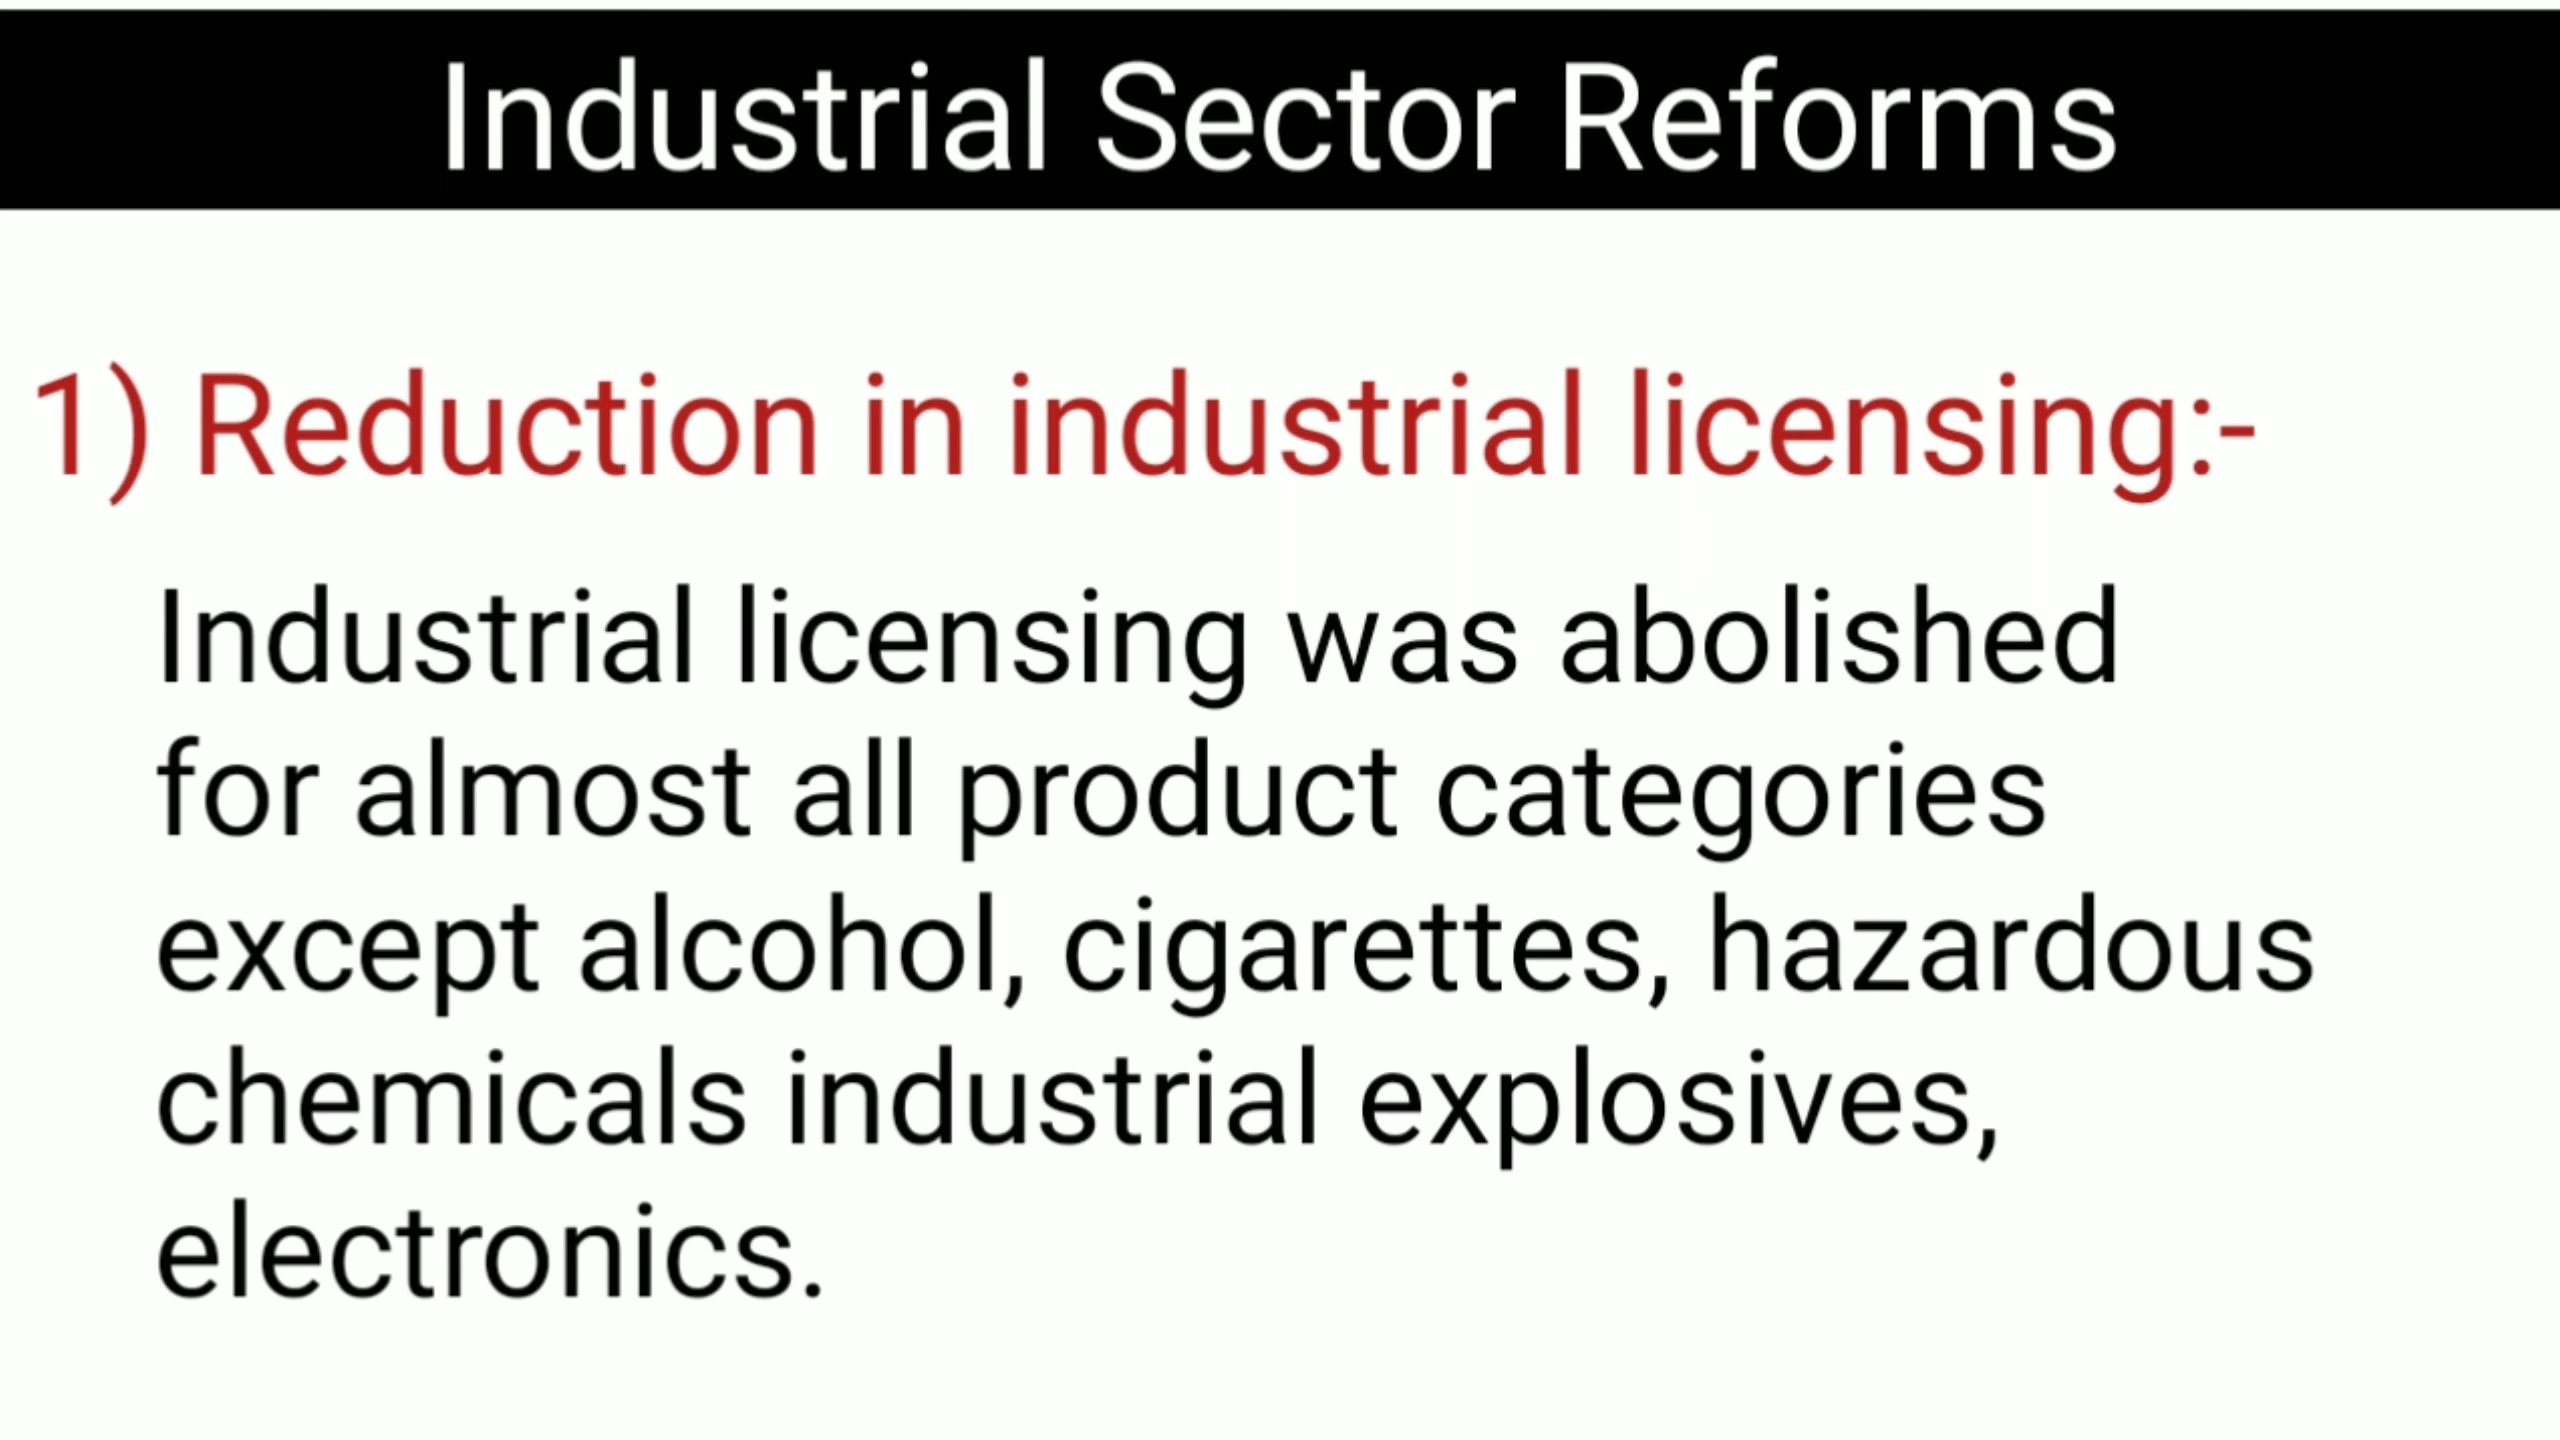 Industrial Sector Reforms
1) Reduction in industrial licensing:-
Industrial licensing was abolished
for almost all product categories
except alcohol, cigarettes, hazardous
chemicals industrial explosives,
electronics.